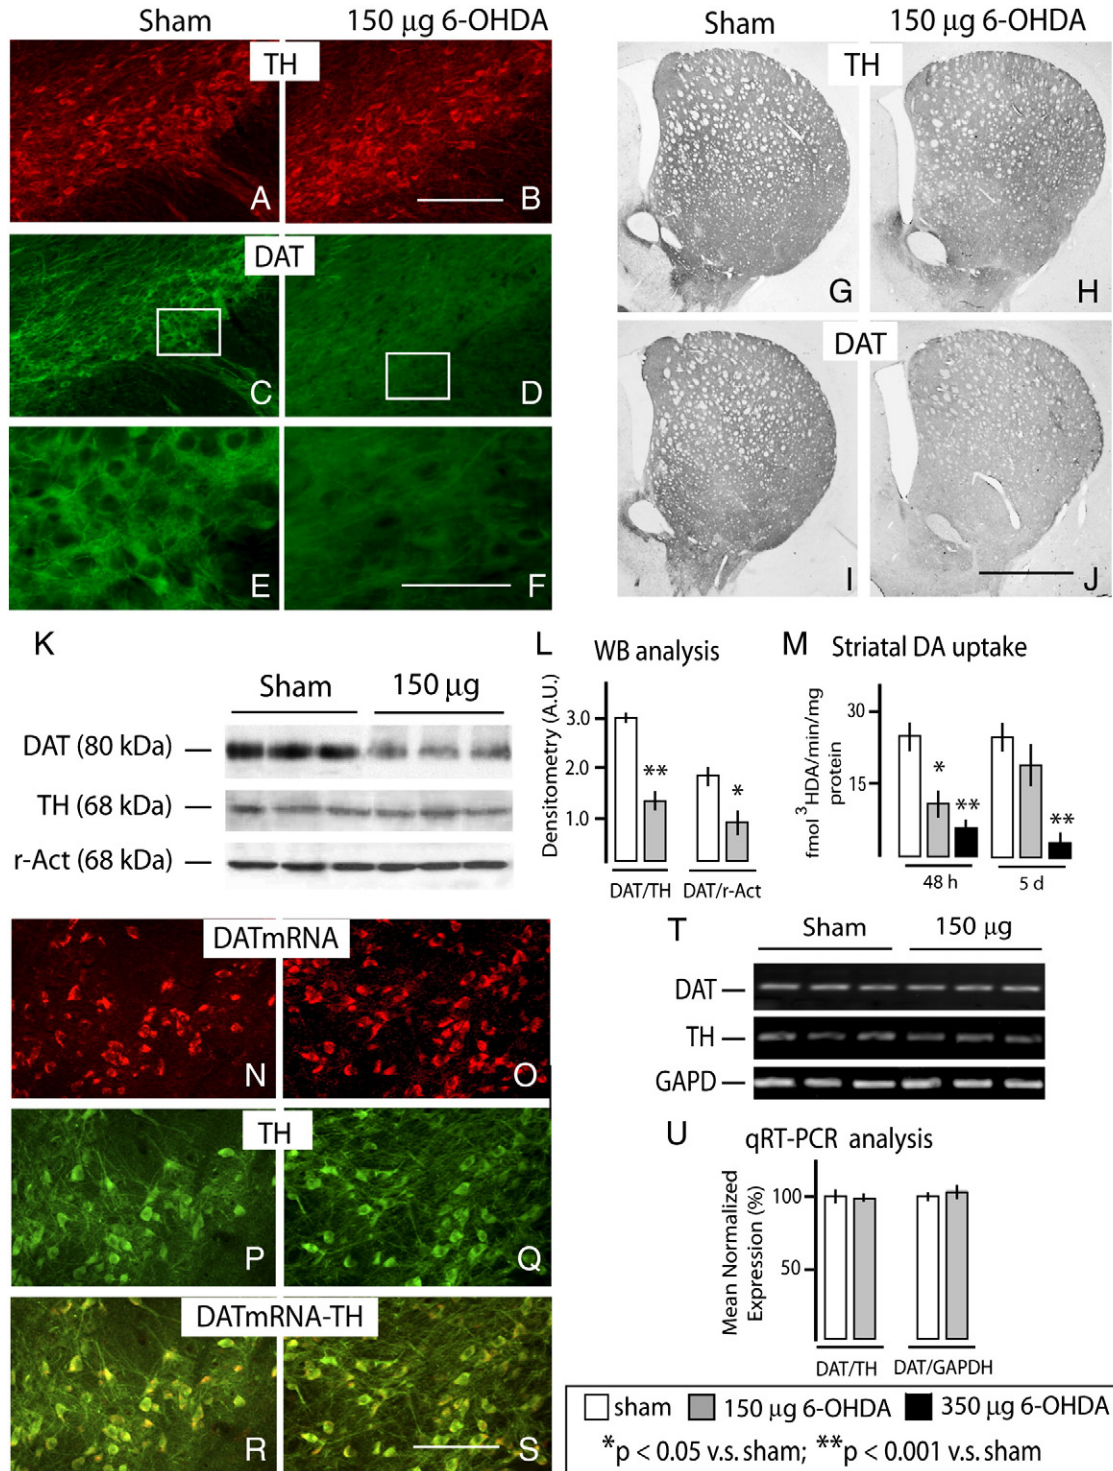 Sham 150 µg 6-OHDA
TH
A B
DAT
C D
E F
Sham 150 µg 6-OHDA
TH
G H
DAT
I J
K
Sham 150 µg
DAT (80 kDa)
TH (68 kDa)
r-Act (68 kDa)
L WB analysis
Densitometry (A.U.)
3.0
2.0
1.0
** *
DAT/TH DAT/r-Act
M Striatal DA uptake
fmol ³HDA/min/mg
protein
30
15
* ** **
48 h 5 d
DATmRNA
N O
TH
P Q
DATmRNA-TH
R S
T
Sham 150 µg
DAT
TH
GAPD
U qRT-PCR analysis
Mean Normalized
Expression (%)
100
50
DAT/TH DAT/GAPDH
sham 150 µg 6-OHDA 350 µg 6-OHDA
*p < 0.05 v.s. sham; **p < 0.001 v.s. sham